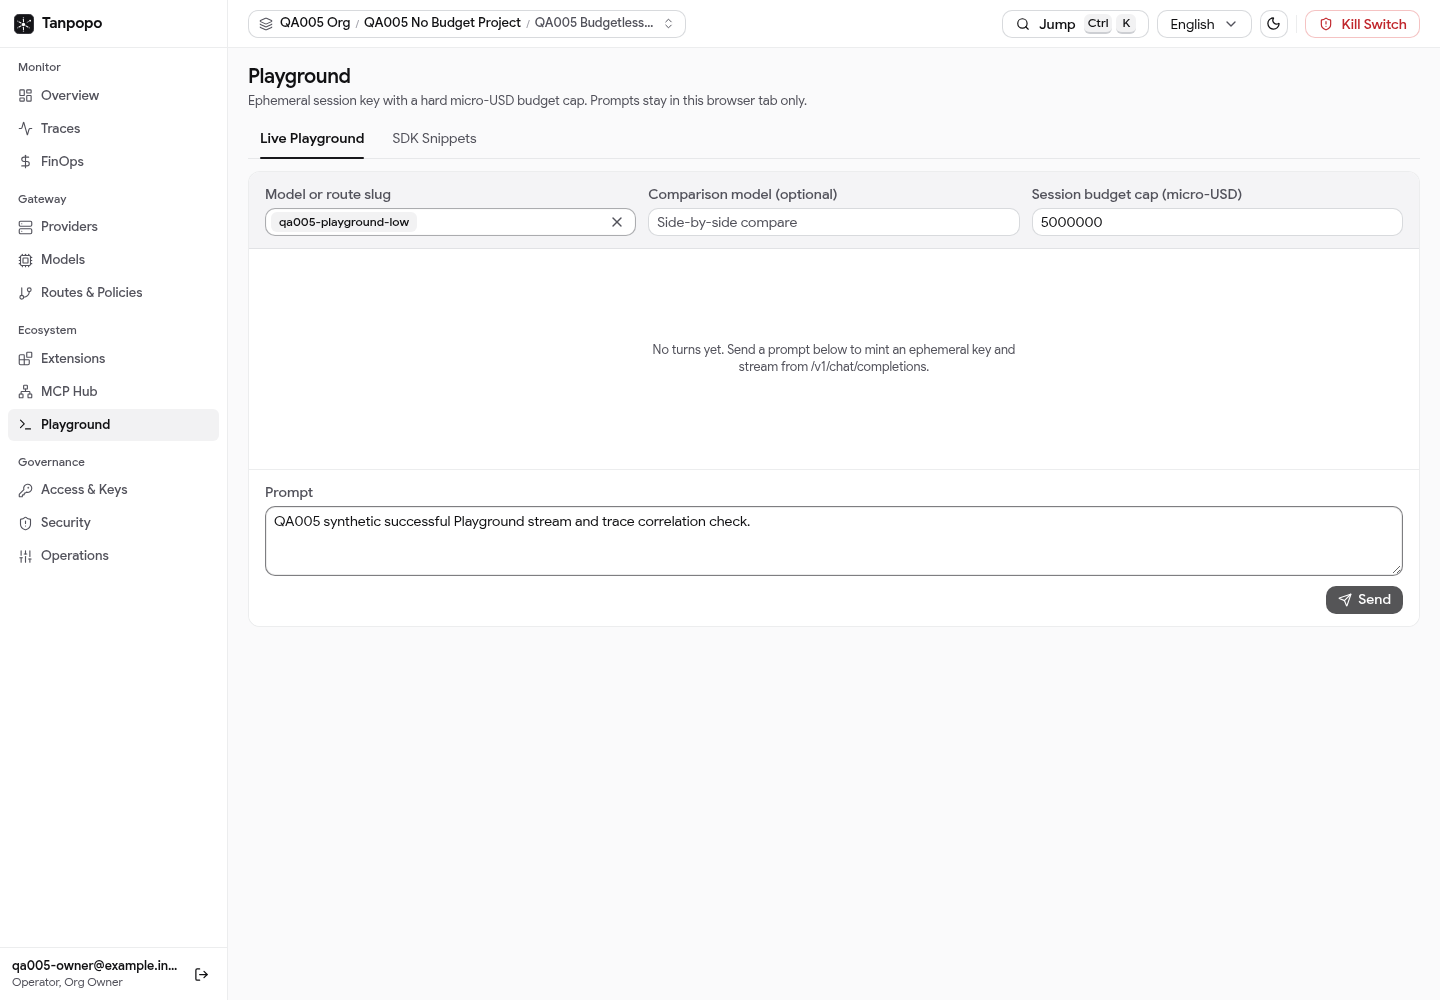 Tanpopo
QA005 Org / QA005 No Budget Project / QA005 Budgetless...
Jump Ctrl K
English
Kill Switch
Monitor
Overview
Traces
FinOps
Gateway
Providers
Models
Routes & Policies
Ecosystem
Extensions
MCP Hub
Playground
Governance
Access & Keys
Security
Operations
qa005-owner@example.in...
Operator, Org Owner
Playground
Ephemeral session key with a hard micro-USD budget cap. Prompts stay in this browser tab only.
Live Playground
SDK Snippets
Model or route slug
qa005-playground-low
Comparison model (optional)
Side-by-side compare
Session budget cap (micro-USD)
5000000
No turns yet. Send a prompt below to mint an ephemeral key and
stream from /v1/chat/completions.
Prompt
QA005 synthetic successful Playground stream and trace correlation check.
Send